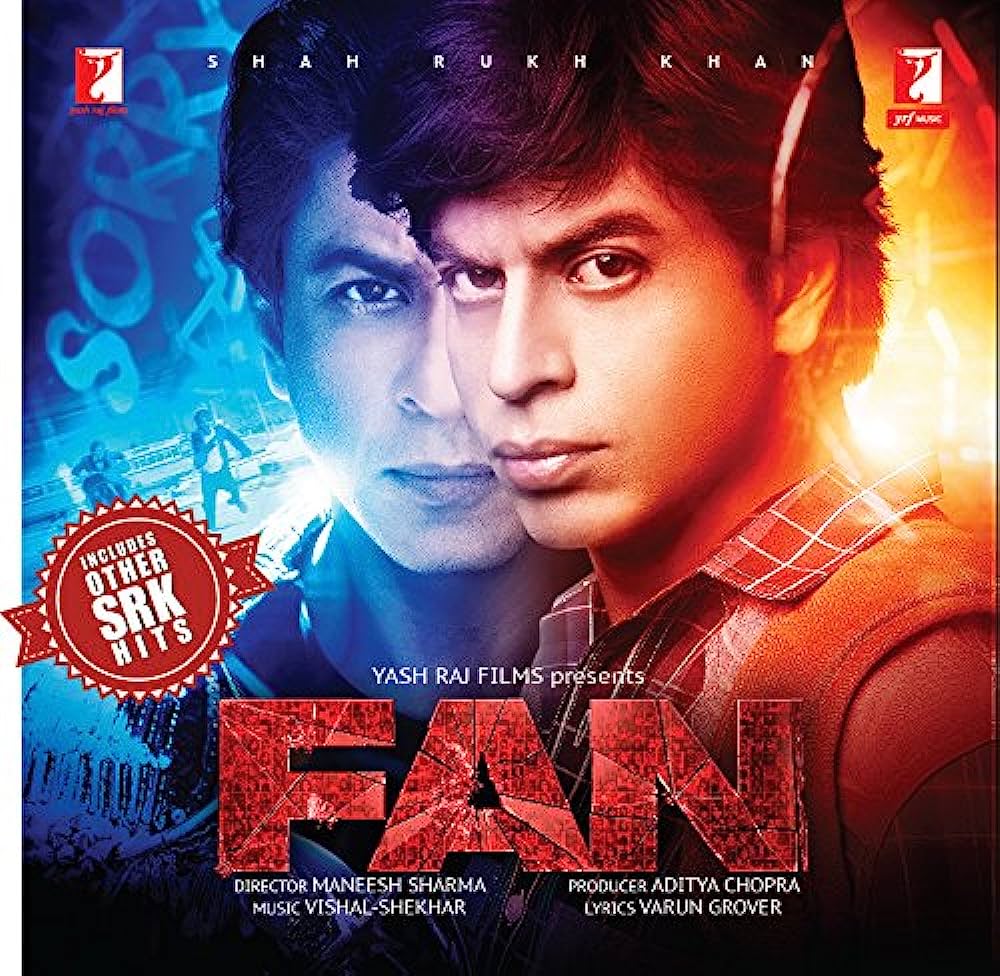 SHAH RUKH KHAN
yash raj films
yrf MUSIC
SORRY
INCLUDES
OTHER
SRK
HITS
YASH RAJ FILMS presents
FAN
DIRECTOR MANEESH SHARMA
PRODUCER ADITYA CHOPRA
MUSIC VISHAL-SHEKHAR
LYRICS VARUN GROVER